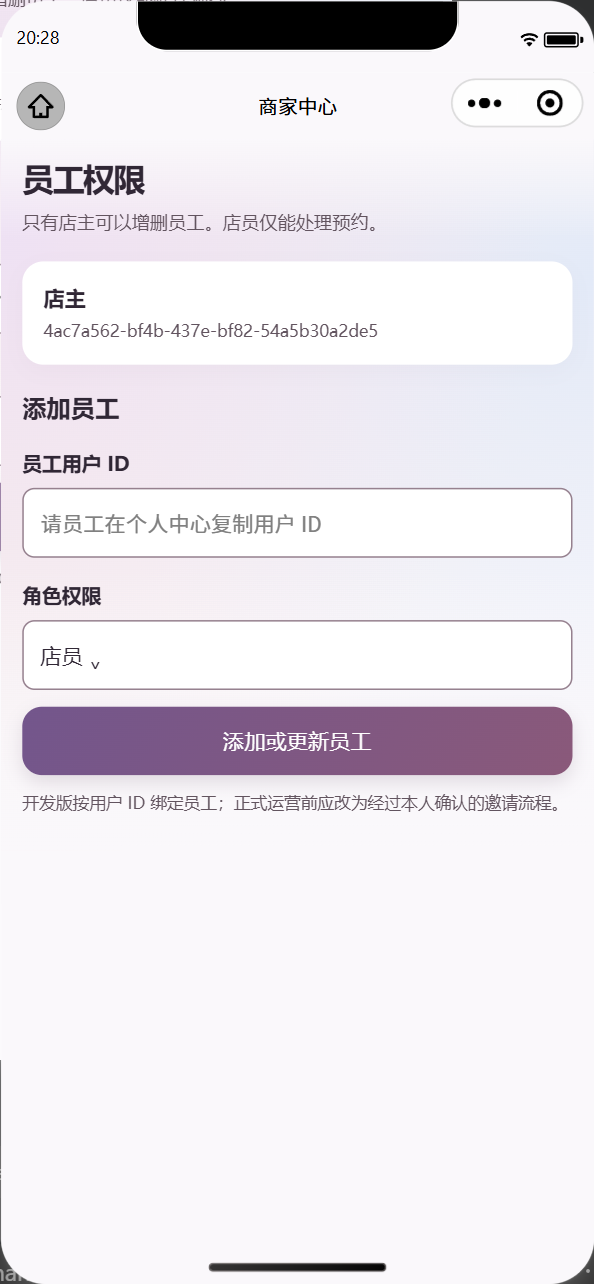 20:28
商家中心
员工权限
只有店主可以增删员工。店员仅能处理预约。
店主
4ac7a562-bf4b-437e-bf82-54a5b30a2de5
添加员工
员工用户 ID
请员工在个人中心复制用户 ID
角色权限
店员
添加或更新员工
开发版按用户 ID 绑定员工；正式运营前应改为经过本人确认的邀请流程。